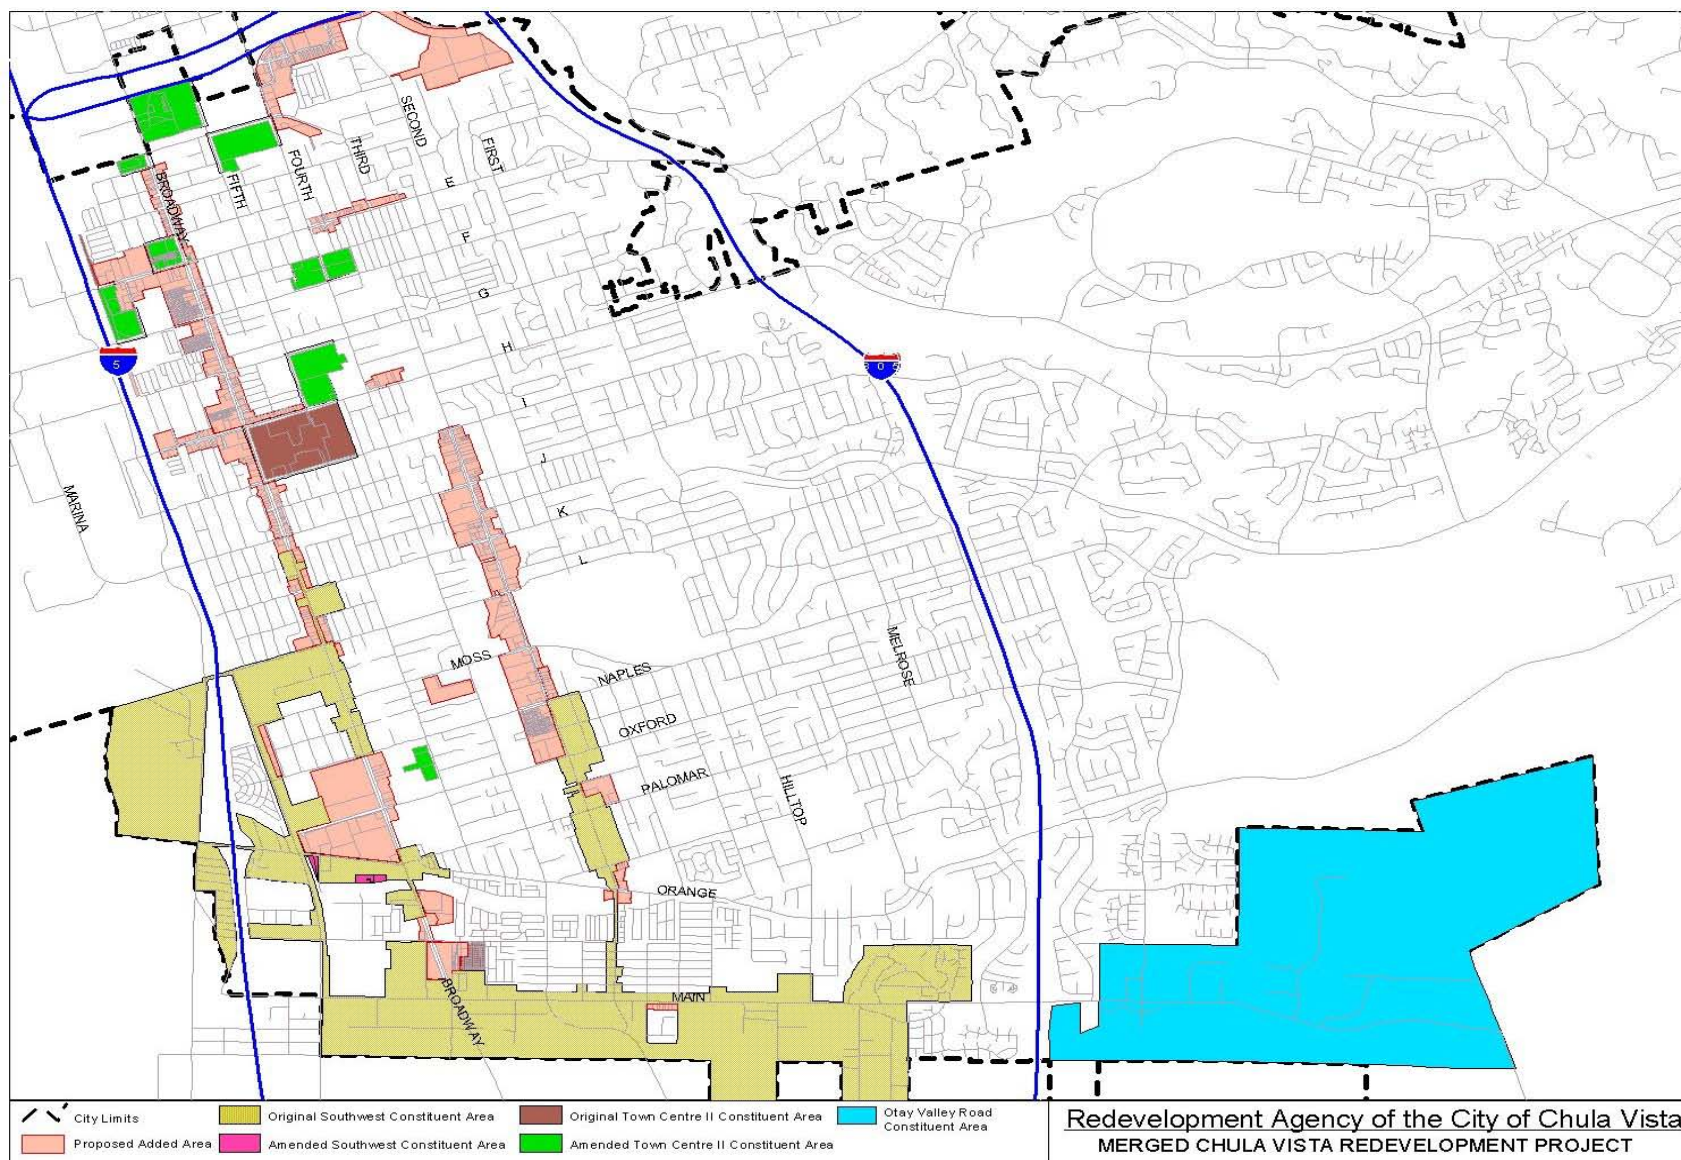 SECOND
THIRD
FIRST
FOURTH
FIFTH
BROADWAY
E
F
G
H
I
J
K
L
5
MARINA
MOSS
NAPLES
MELROSE
OXFORD
PALOMAR
HILLTOP
ORANGE
MAIN
BROADWAY
City Limits
Original Southwest Constituent Area
Original Town Centre II Constituent Area
Otay Valley Road
Constituent Area
Proposed Added Area
Amended Southwest Constituent Area
Amended Town Centre II Constituent Area
Redevelopment Agency of the City of Chula Vista
MERGED CHULA VISTA REDEVELOPMENT PROJECT